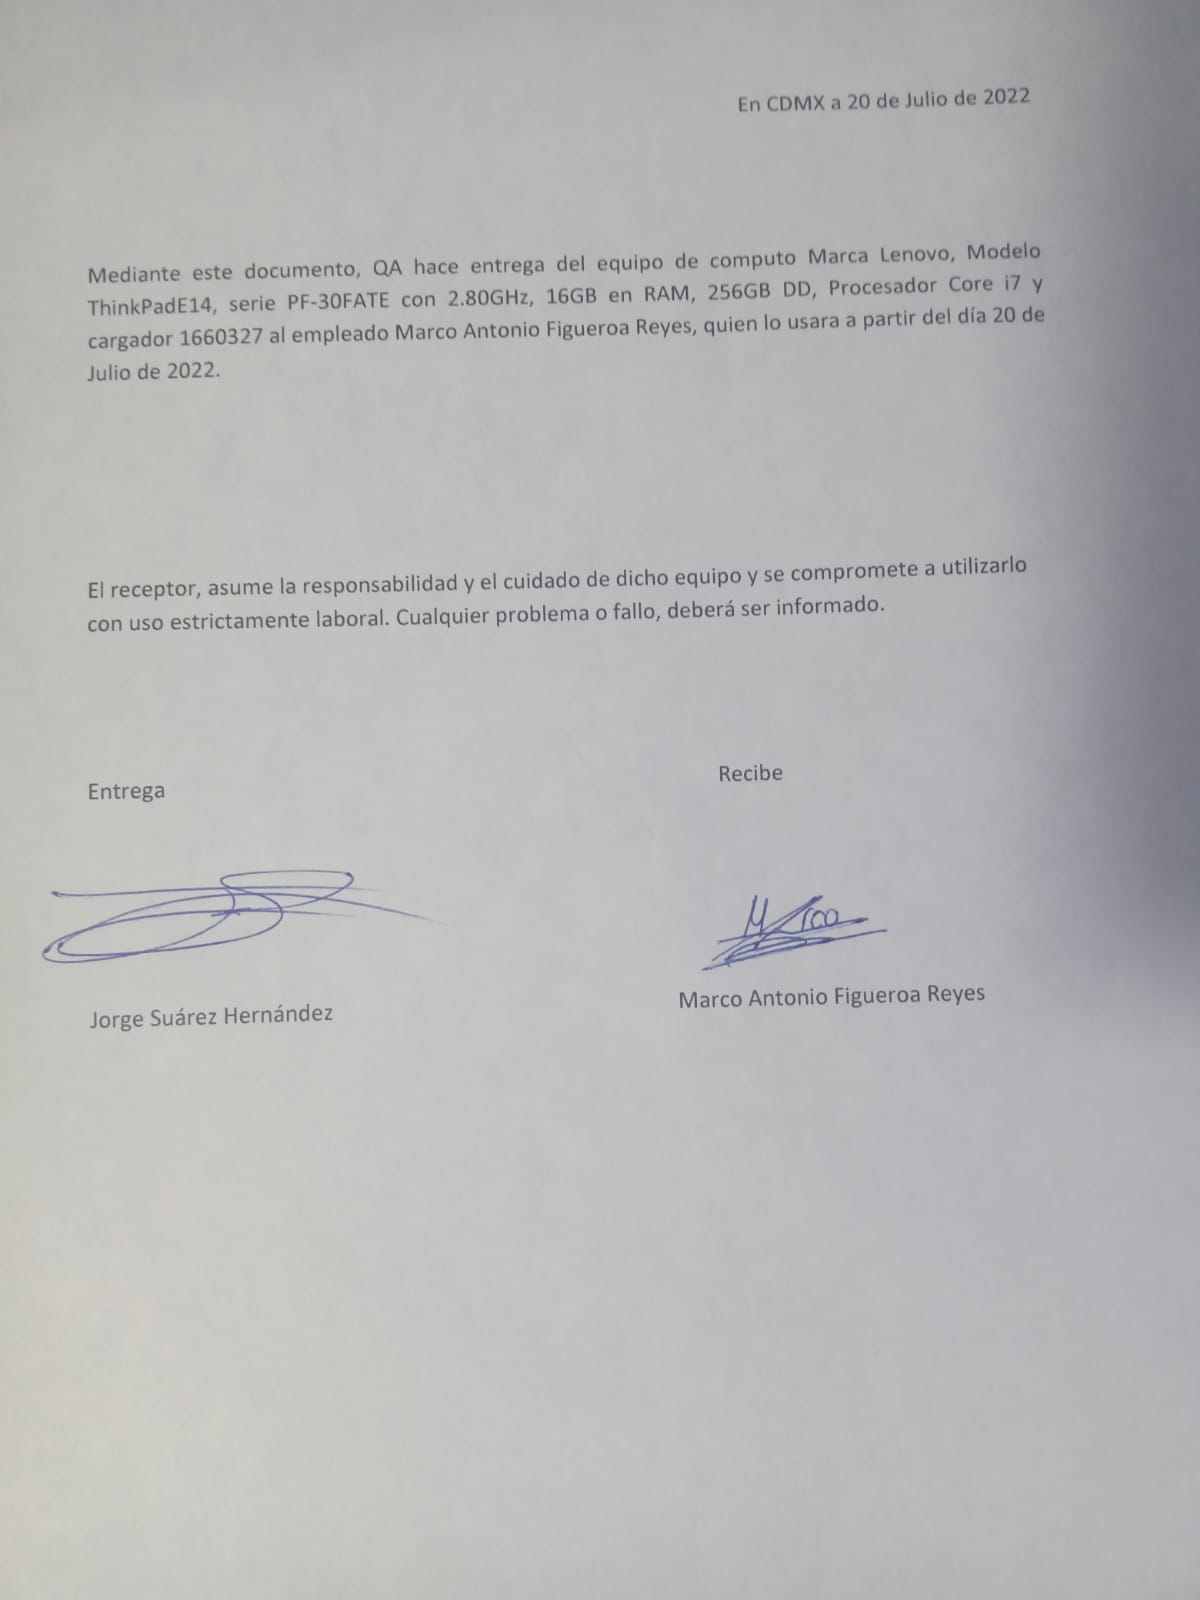 En CDMX a 20 de Julio de 2022
Mediante este documento, QA hace entrega del equipo de computo Marca Lenovo, Modelo
ThinkPadE14, serie PF-30FATE con 2.80GHz, 16GB en RAM, 256GB DD, Procesador Core i7 y
cargador 1660327 al empleado Marco Antonio Figueroa Reyes, quien lo usara a partir del día 20 de
Julio de 2022.
El receptor, asume la responsabilidad y el cuidado de dicho equipo y se compromete a utilizarlo
con uso estrictamente laboral. Cualquier problema o fallo, deberá ser informado.
Entrega
Recibe
Jorge Suárez Hernández
Marco Antonio Figueroa Reyes